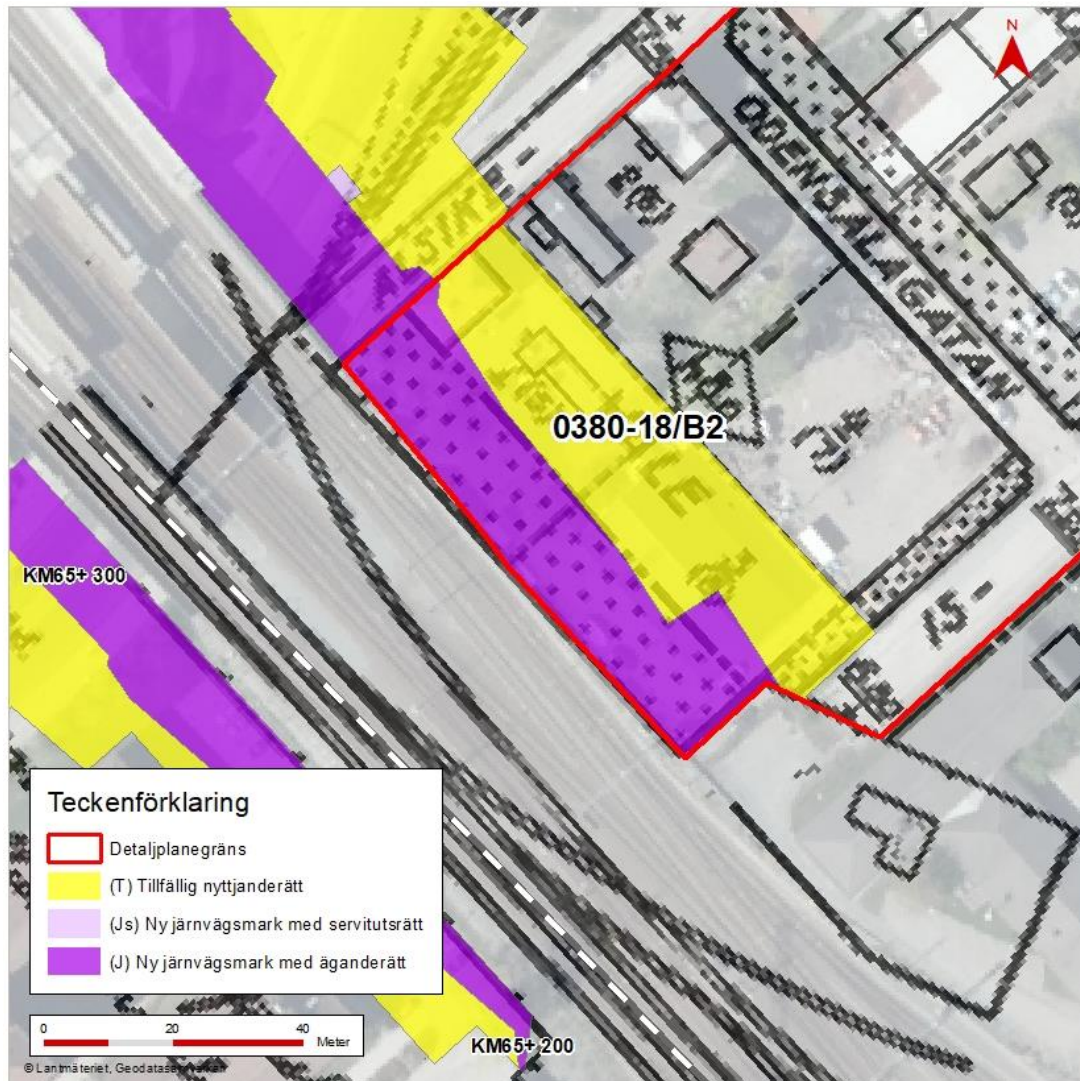 N
ODENSALAGATAN
0380-18/B2
KM65+ 300
Teckenförklaring
Detaljplanegräns
(T) Tillfällig nyttjanderätt
(Js) Ny järnvägsmark med servitutsrätt
(J) Ny järnvägsmark med äganderätt
0 20 40
Meter
KM65+ 200
© Lantmäteriet, Geodatasamverkan